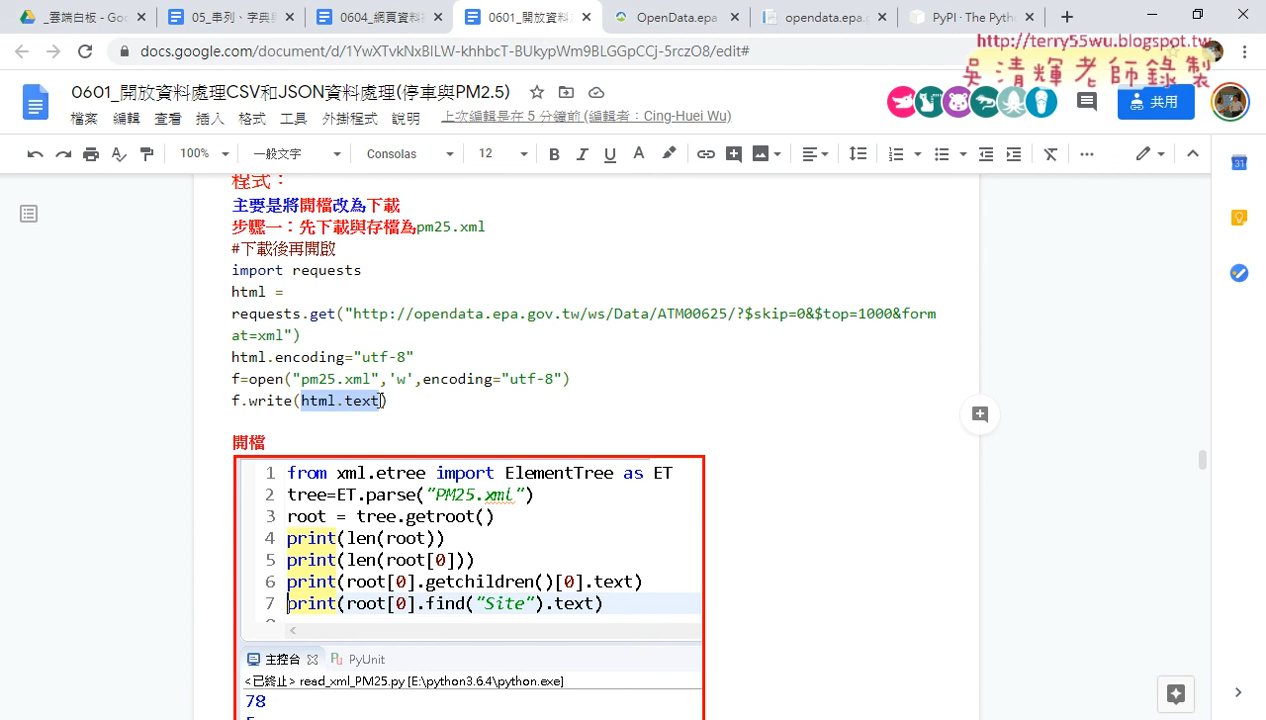 _雲端白板 - Goo
05_串列、字典
0604_網頁資料
0601_開放資料
OpenData.epa
opendata.epa.g
PyPI · The Pyth
docs.google.com/document/d/1YwXTvkNxBILW-khhbcT-BUkypWm9BLGGpCCj-5rczO8/edit#
http://terry55wu.blogspot.tw
吳清輝老師錄製
0601_開放資料處理CSV和JSON資料處理(停車與PM2.5)
檔案 編輯 查看 插入 格式 工具 外掛程式 說明 上次編輯是在 5 分鐘前 (編輯者：Cing-Huei Wu)
共用
100% 一般文字 Consolas 12 B I U A
31
程式：
主要是將開檔改為下載
步驟一：先下載與存檔為pm25.xml
#下載後再開啟
import requests
html =
requests.get("http://opendata.epa.gov.tw/ws/Data/ATM00625/?$skip=0&$top=1000&form
at=xml")
html.encoding="utf-8"
f=open("pm25.xml",'w',encoding="utf-8")
f.write(html.text)
開檔
1 from xml.etree import ElementTree as ET
2 tree=ET.parse("PM25.xml")
3 root = tree.getroot()
4 print(len(root))
5 print(len(root[0]))
6 print(root[0].getchildren()[0].text)
7 print(root[0].find("Site").text)
主控台 PyUnit
<已終止> read_xml_PM25.py [E:\python3.6.4\python.exe]
78